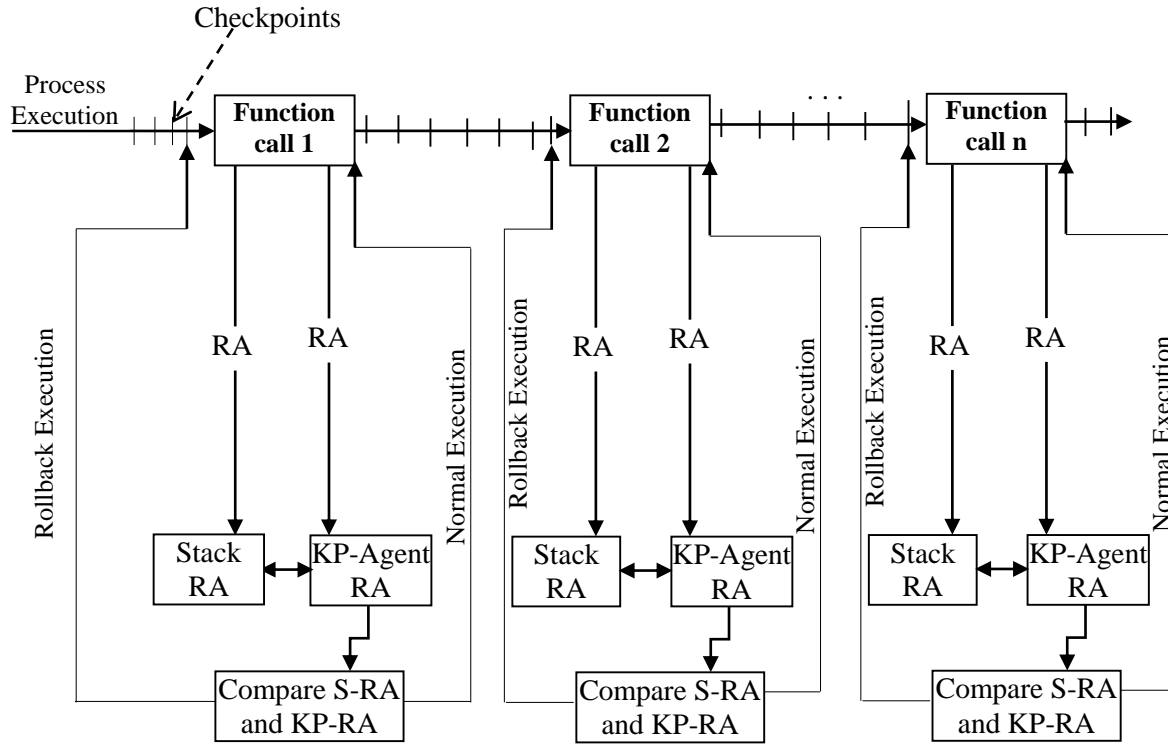 Checkpoints
Process
Execution
Function
call 1
Function
call 2
. . .
Function
call n
RA
RA
RA
RA
RA
RA
Rollback Execution
Normal Execution
Rollback Execution
Normal Execution
Rollback Execution
Normal Execution
Stack
RA
KP-Agent
RA
Stack
RA
KP-Agent
RA
Stack
RA
KP-Agent
RA
Compare S-RA
and KP-RA
Compare S-RA
and KP-RA
Compare S-RA
and KP-RA